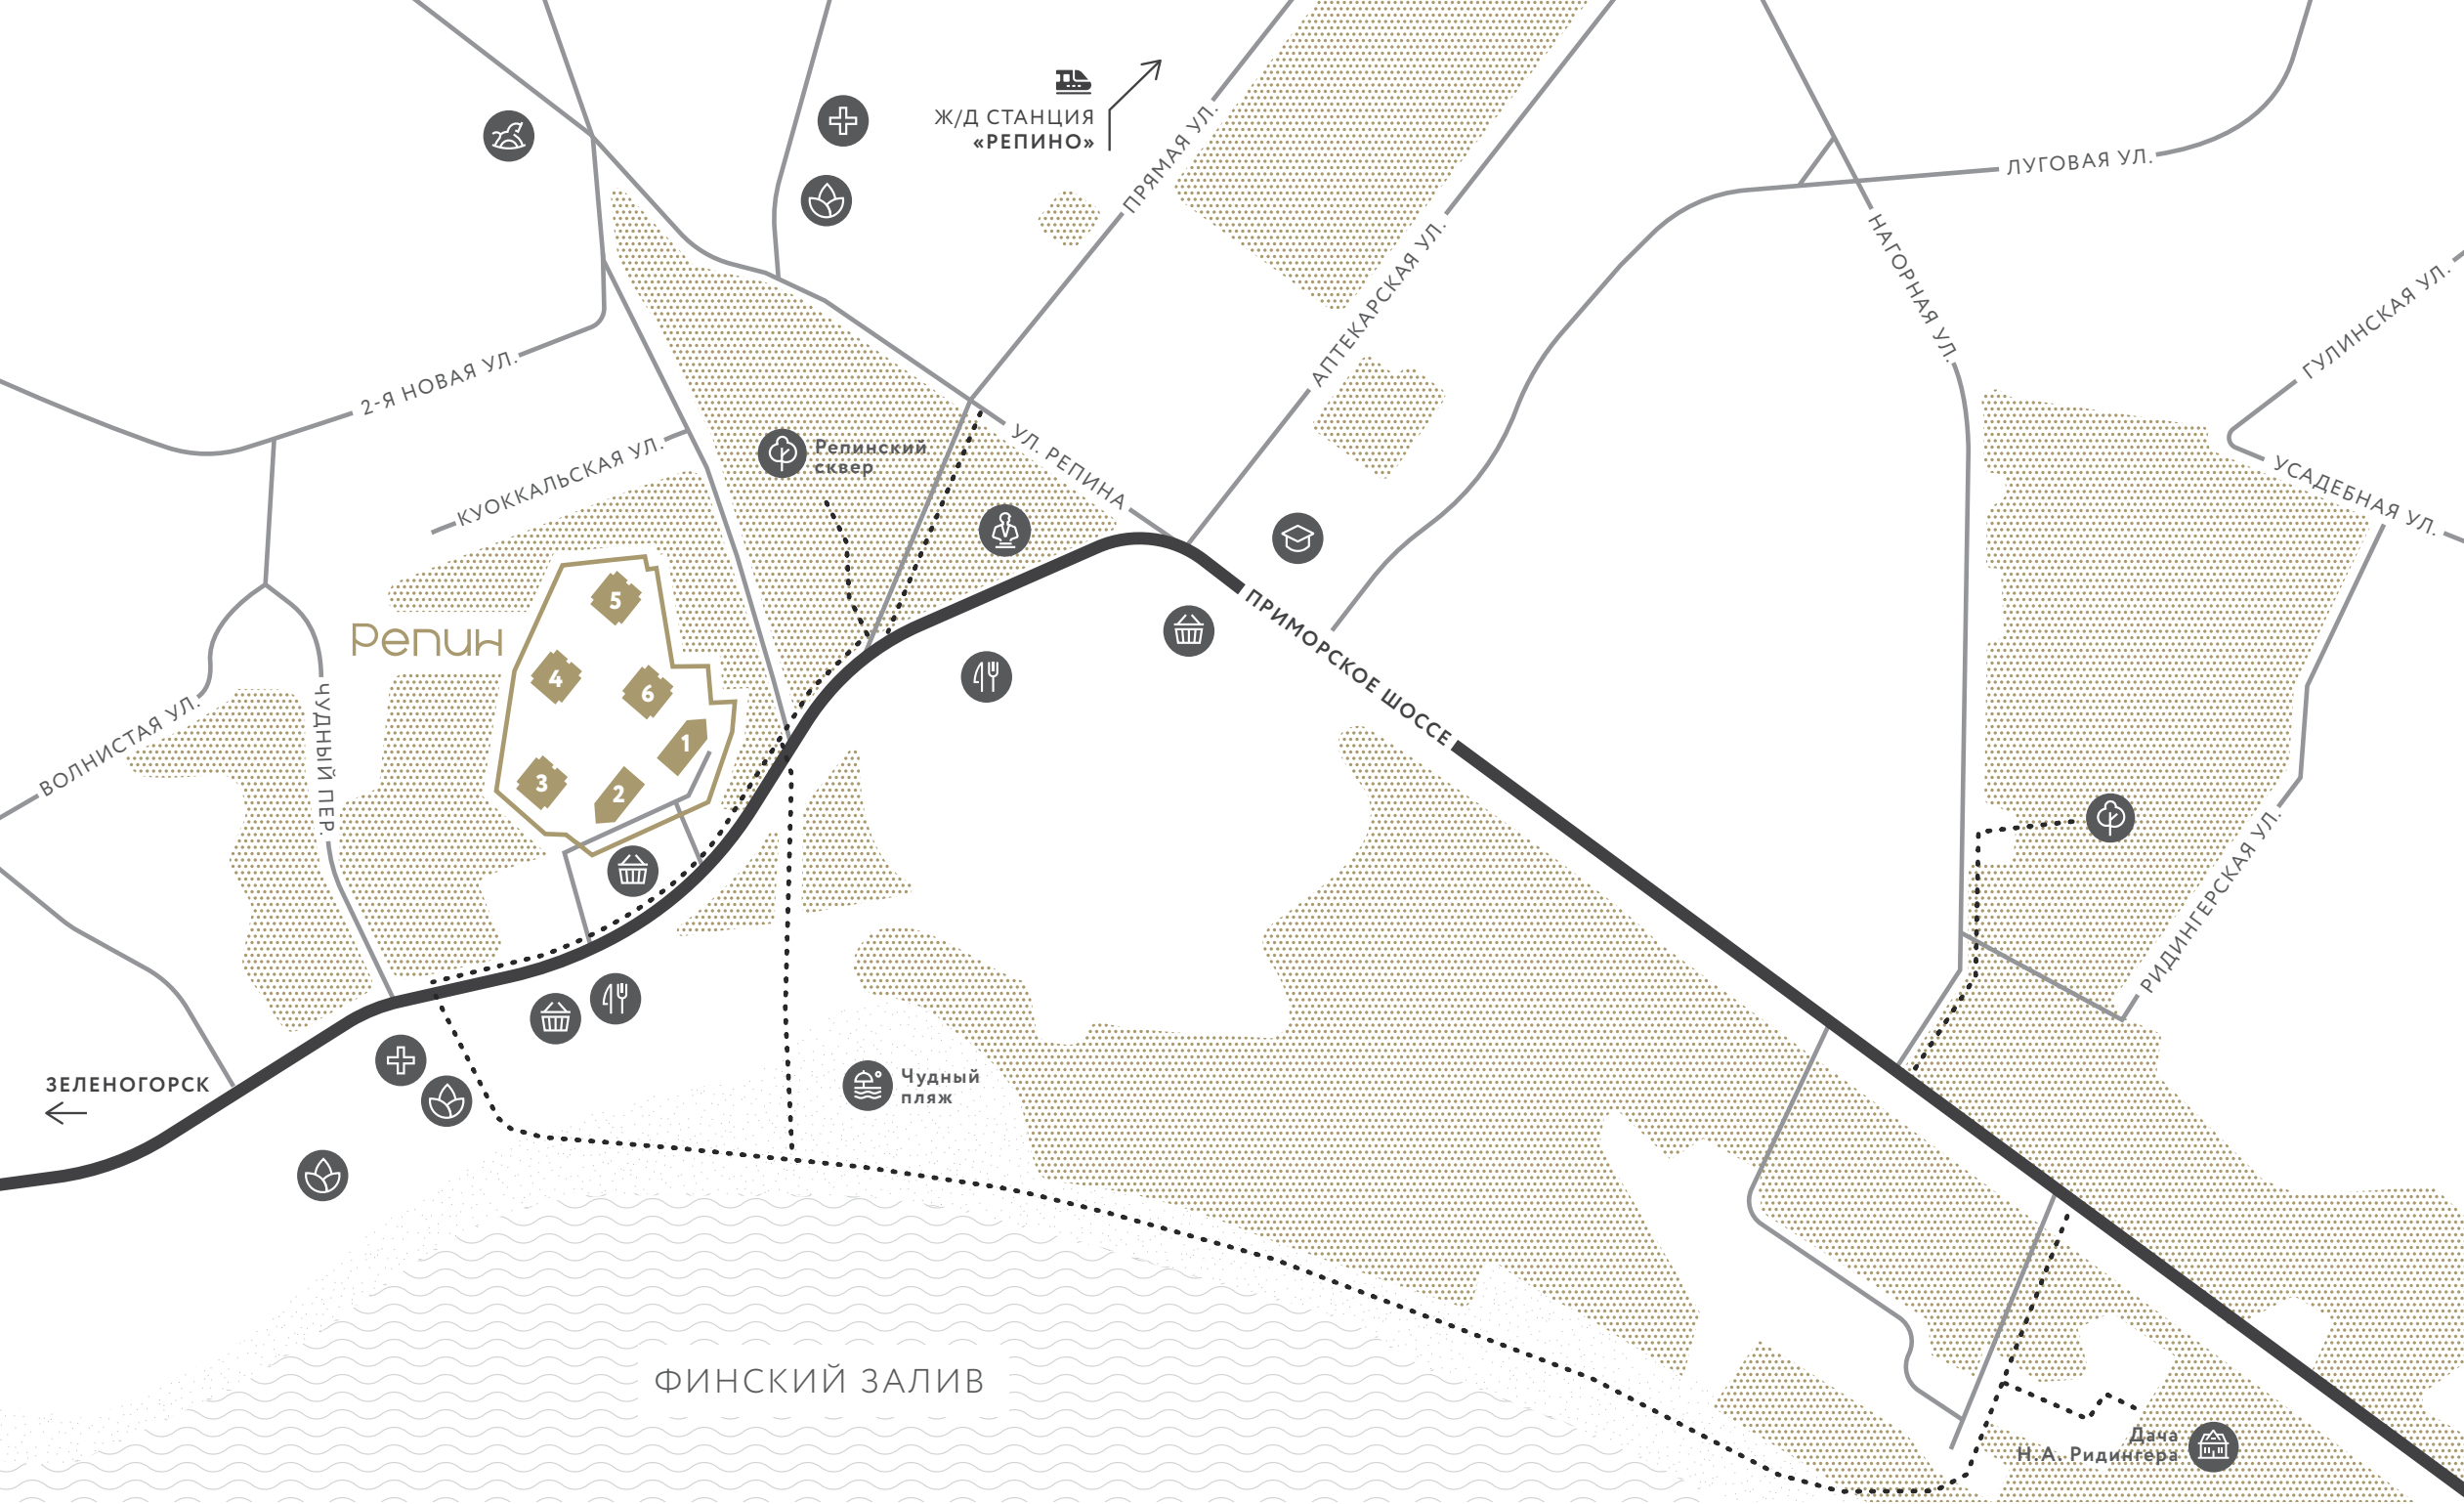 Ж/Д СТАНЦИЯ
«РЕПИНО»
ПРЯМАЯ УЛ.
ЛУГОВАЯ УЛ.
АПТЕКАРСКАЯ УЛ.
НАГОРНАЯ УЛ.
ГУЛИНСКАЯ УЛ.
2-Я НОВАЯ УЛ.
КУОККАЛЬСКАЯ УЛ.
Репинский
сквер
УЛ. РЕПИНА
УСАДЕБНАЯ УЛ.
Репин
5
4
6
1
3
2
ПРИМОРСКОЕ ШОССЕ
ВОЛНИСТАЯ УЛ.
ЧУДНЫЙ ПЕР.
РИДИНГЕРСКАЯ УЛ.
ЗЕЛЕНОГОРСК
Чудный
пляж
ФИНСКИЙ ЗАЛИВ
Дача
Н.А. Ридингера